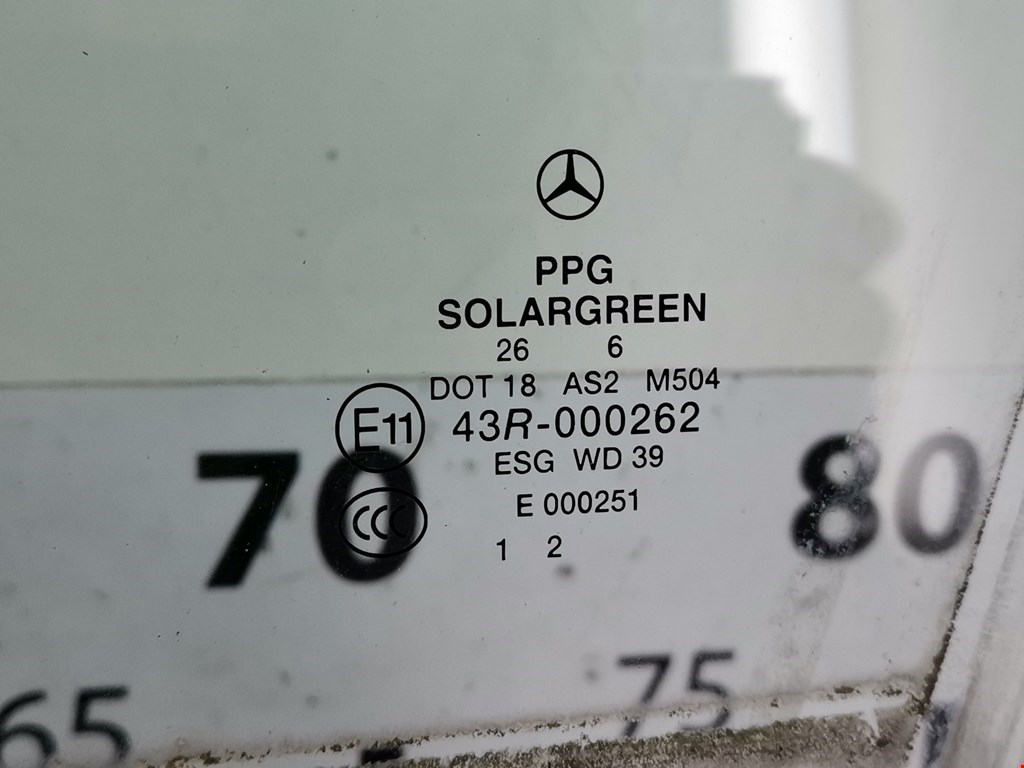 PPG
SOLARGREEN
26 6
DOT 18 AS2 M504
E11 43R-000262
ESG WD 39
E 000251
CCC
1 2
70 80
65 75